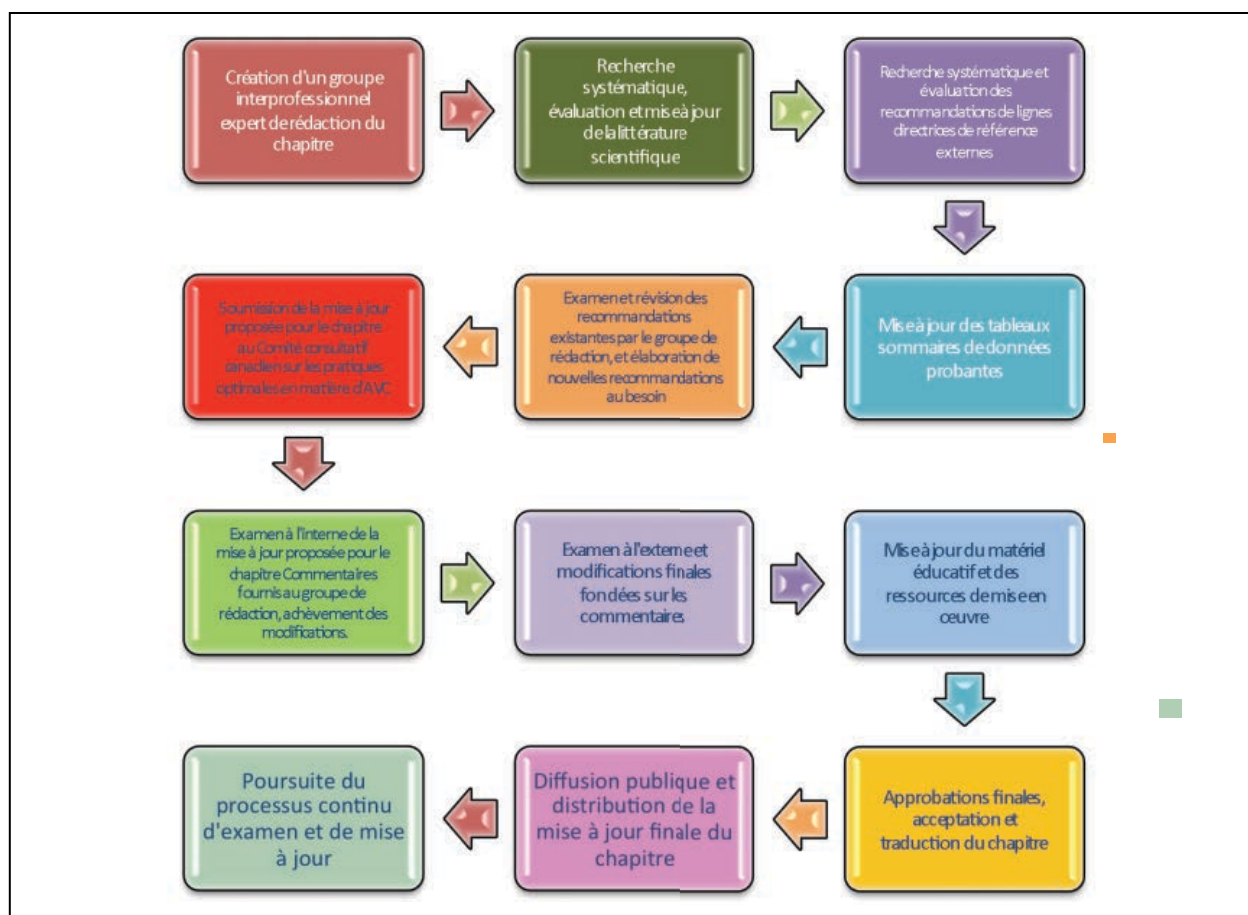 Création d'un groupe
interprofessionnel
expert de rédaction du
chapitre
Recherche
systématique,
évaluation et mise à jour
de la littérature
scientifique
Recherche systématique et
évaluation des
recommandations de lignes
directrices de référence
externes
Mise à jour des tableaux
sommaires de données
probantes
Examen et révision des
recommandations
existantes par le groupe de
rédaction, et élaboration de
nouvelles recommandations
au besoin
Soumission de la mise à jour
proposée pour le chapitre
au Comité consultatif
canadien sur les pratiques
optimales en matière d'AVC
Examen à l'interne de la
mise à jour proposée pour le
chapitre Commentaires
fournis au groupe de
rédaction, achèvement des
modifications.
Examen à l'externe et
modifications finales
fondées sur les
commentaires
Mise à jour du matériel
éducatif et des
ressources de mise en
œuvre
Approbations finales,
acceptation et
traduction du chapitre
Diffusion publique et
distribution de la
mise à jour finale du
chapitre
Poursuite du
processus continu
d'examen et de mise
à jour